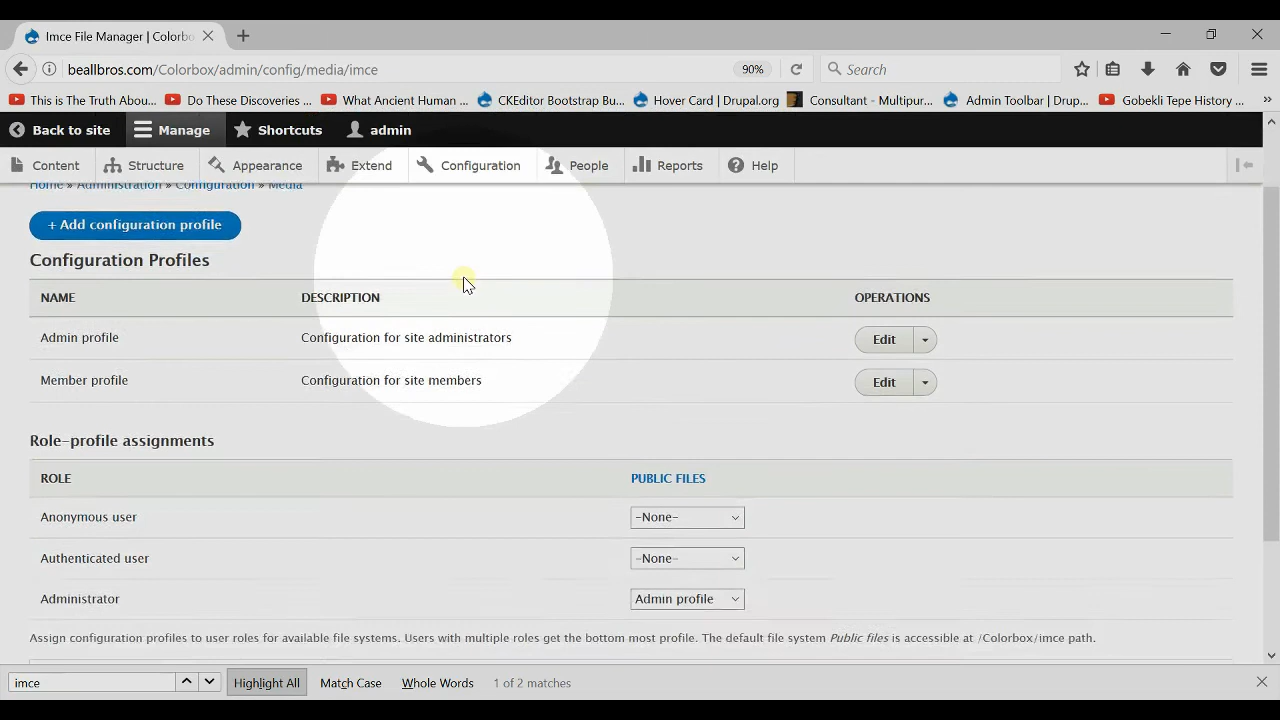 Imce File Manager | Colorbo
beallbros.com/Colorbox/admin/config/media/imce
90%
Search
This is The Truth Abou...
Do These Discoveries ...
What Ancient Human ...
CKEditor Bootstrap Bu...
Hover Card | Drupal.org
Consultant - Multipur...
Admin Toolbar | Drup...
Gobekli Tepe History ...
Back to site
Manage
Shortcuts
admin
Content
Structure
Appearance
Extend
Configuration
People
Reports
Help
Home » Administration » Configuration » Media
+ Add configuration profile
Configuration Profiles
NAME DESCRIPTION OPERATIONS
Admin profile Configuration for site administrators Edit
Member profile Configuration for site members Edit
Role-profile assignments
ROLE PUBLIC FILES
Anonymous user -None-
Authenticated user -None-
Administrator Admin profile
Assign configuration profiles to user roles for available file systems. Users with multiple roles get the bottom most profile. The default file system Public files is accessible at /Colorbox/imce path.
imce
Highlight All
Match Case
Whole Words
1 of 2 matches